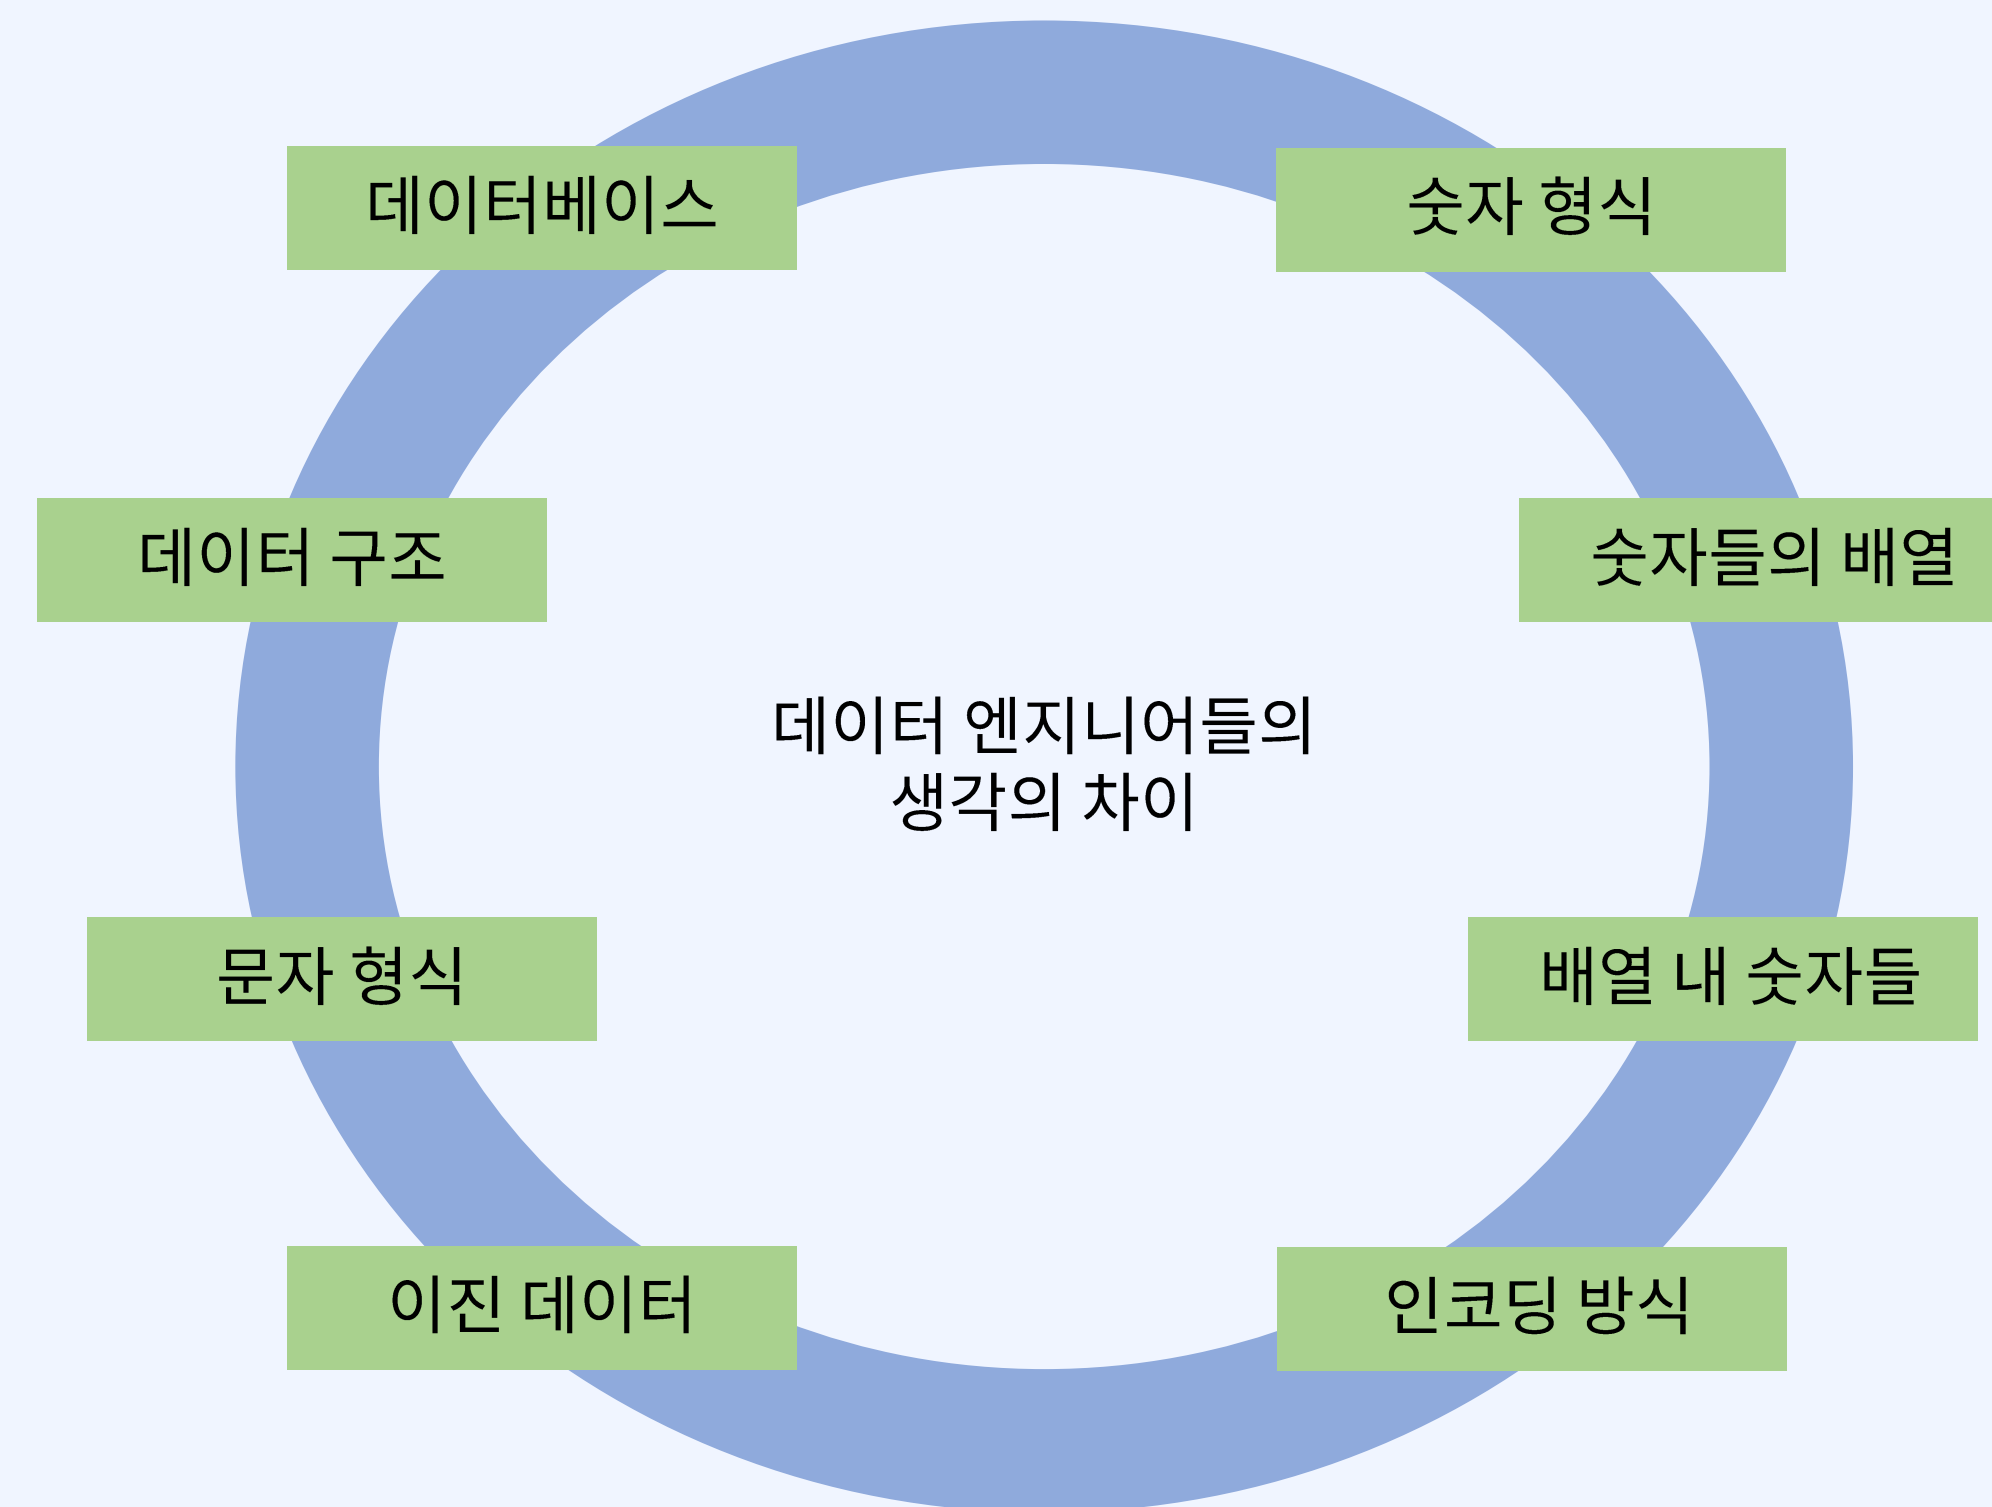 데이터베이스
숫자 형식
데이터 구조
숫자들의 배열
데이터 엔지니어들의
생각의 차이
문자 형식
배열 내 숫자들
이진 데이터
인코딩 방식